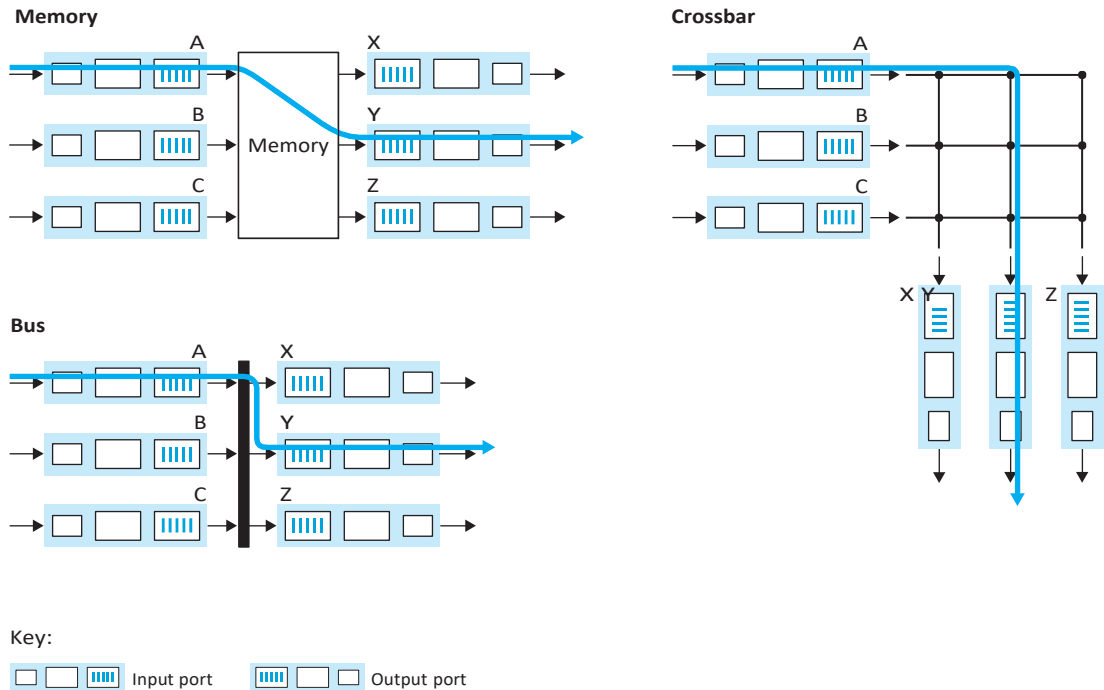 Memory
A
X
B
Y
Memory
C
Z
Bus
A
X
B
Y
C
Z
Crossbar
A
B
C
X Y
Z
Key:
Input port
Output port